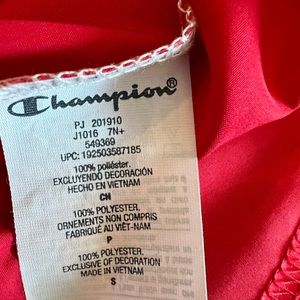 Champion®
PJ 201910
J1016 7N+
549369
UPC: 192503587185
100% poliéster.
EXCLUYENDO DECORACIÓN
HECHO EN VIETNAM
CH
100% POLYESTER.
ORNEMENTS NON COMPRIS
FABRIQUÉ AU VIÊT-NAM
P
100% POLYESTER.
EXCLUSIVE OF DECORATION
MADE IN VIETNAM
S